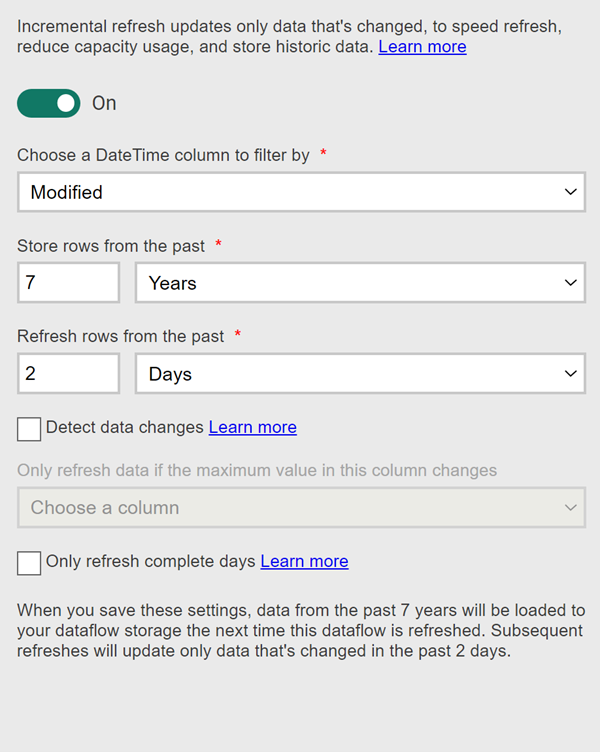 Incremental refresh updates only data that's changed, to speed refresh,
reduce capacity usage, and store historic data. Learn more
On
Choose a DateTime column to filter by *
Modified
Store rows from the past *
7 Years
Refresh rows from the past *
2 Days
Detect data changes Learn more
Only refresh data if the maximum value in this column changes
Choose a column
Only refresh complete days Learn more
When you save these settings, data from the past 7 years will be loaded to
your dataflow storage the next time this dataflow is refreshed. Subsequent
refreshes will update only data that's changed in the past 2 days.